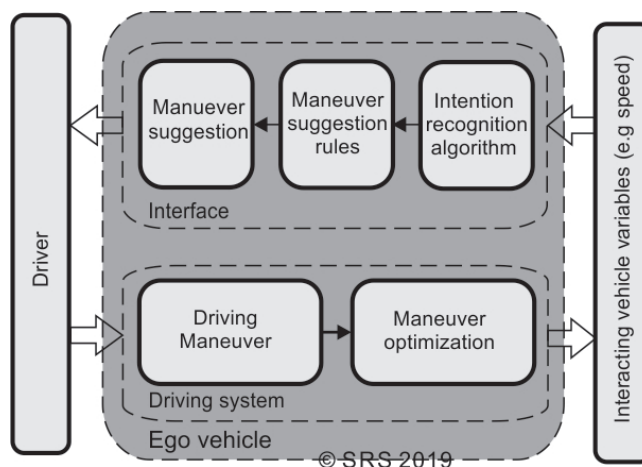 Driver
Manuever
suggestion
Maneuver
suggestion
rules
Intention
recognition
algorithm
Interface
Driving
Maneuver
Maneuver
optimization
Driving system
Ego vehicle
© SRS 2019
Interacting vehicle variables (e.g speed)